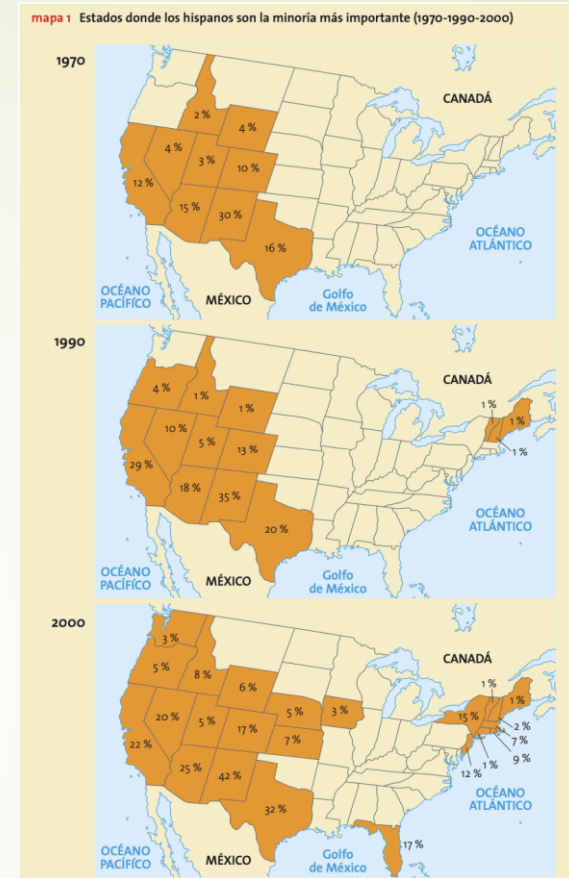 mapa 1 Estados donde los hispanos son la minoría más importante (1970-1990-2000)
1970
CANADÁ
2 %
4 %
4 %
3 %
10 %
12 %
15 %
30 %
16 %
OCÉANO
ATLÁNTICO
OCÉANO
PACÍFICO
MÉXICO
Golfo
de México
1990
CANADÁ
4 %
1 %
1 %
1 %
1 %
1 %
10 %
5 %
13 %
29 %
18 %
35 %
20 %
OCÉANO
ATLÁNTICO
OCÉANO
PACÍFICO
MÉXICO
Golfo
de México
2000
CANADÁ
3 %
5 %
8 %
6 %
5 %
3 %
1 %
1 %
15 %
2 %
7 %
9 %
1 %
12 %
20 %
5 %
17 %
7 %
22 %
25 %
42 %
32 %
17 %
OCÉANO
ATLÁNTICO
OCÉANO
PACÍFICO
MÉXICO
Golfo
de México